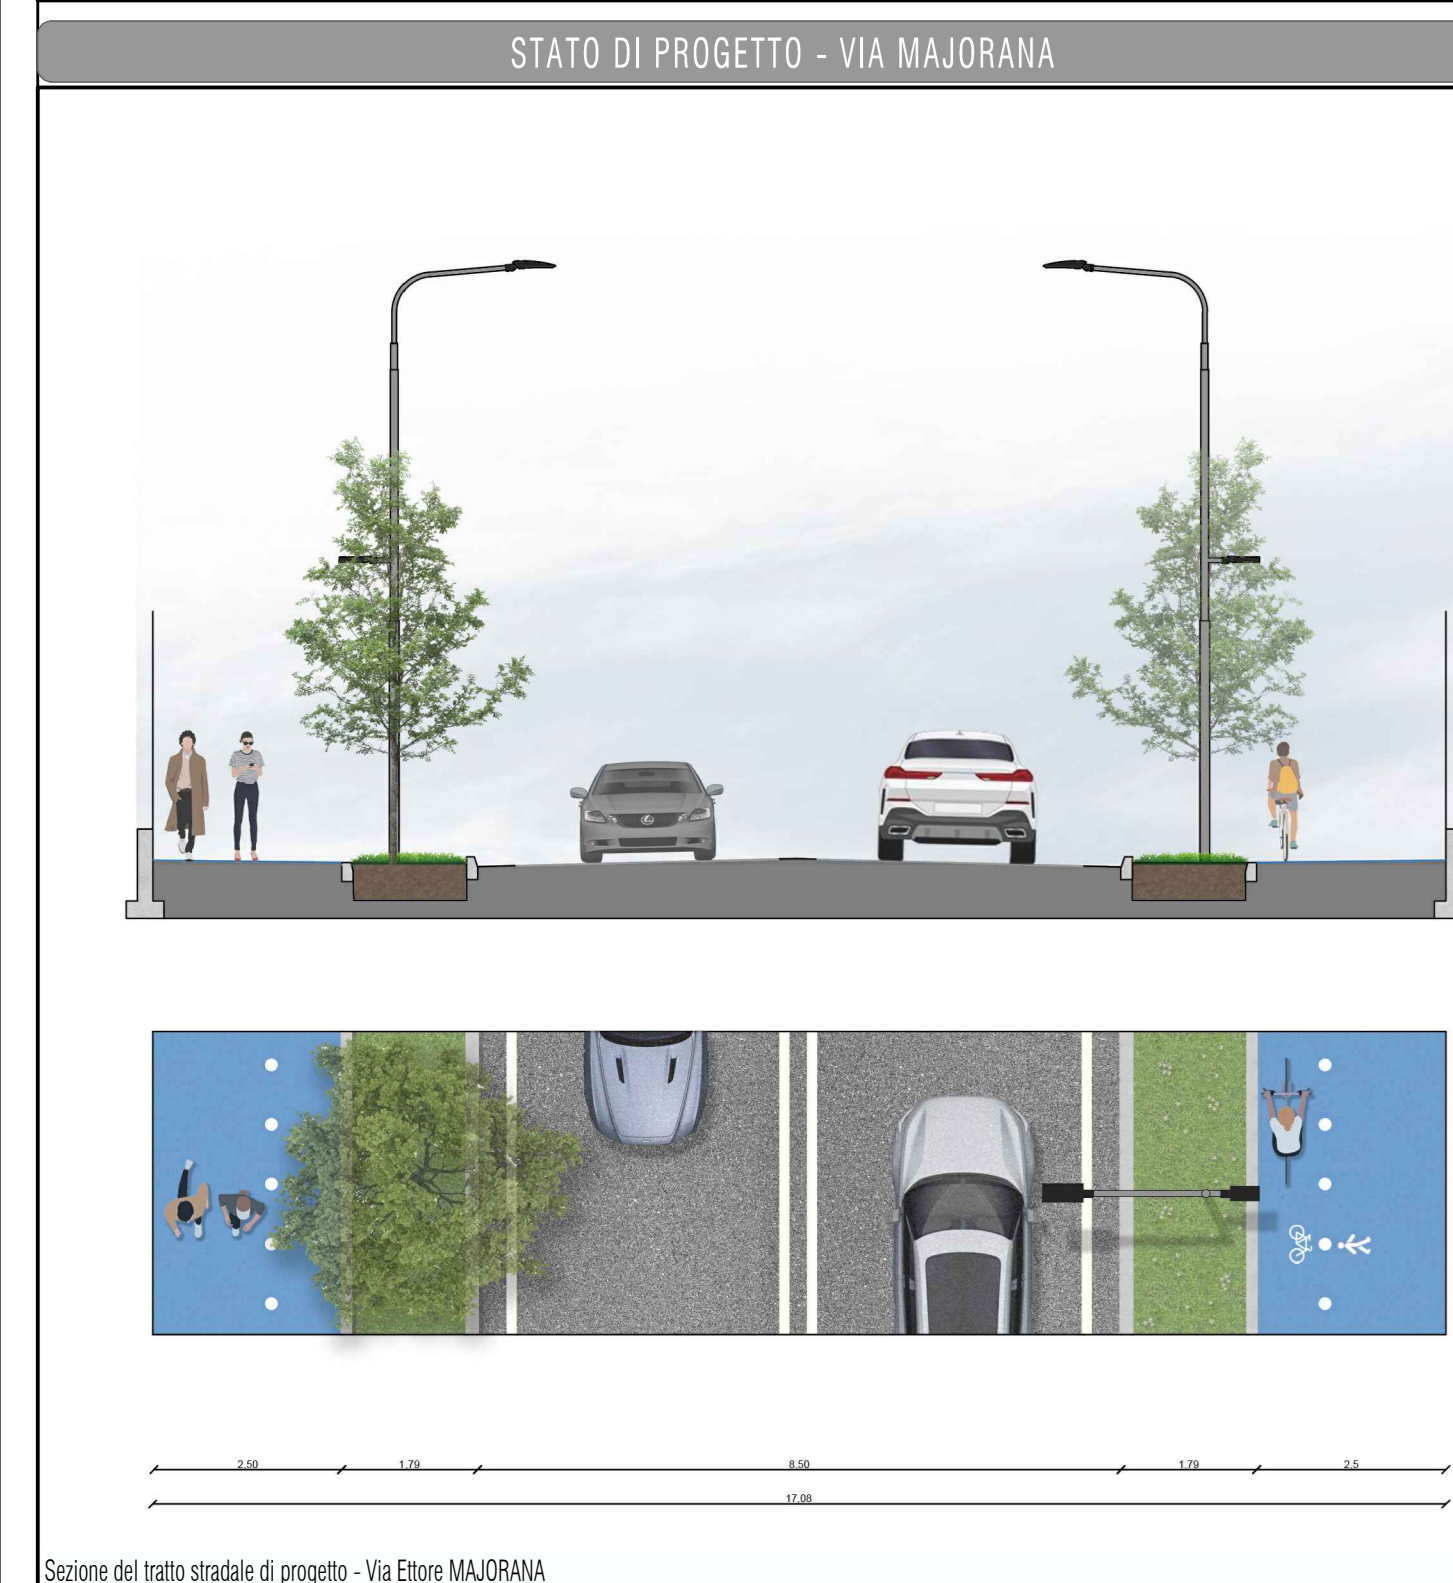 STATO DI PROGETTO - VIA MAJORANA
2,50 1,79 8,50 1,79 2,5
17,08
Sezione del tratto stradale di progetto - Via Ettore MAJORANA